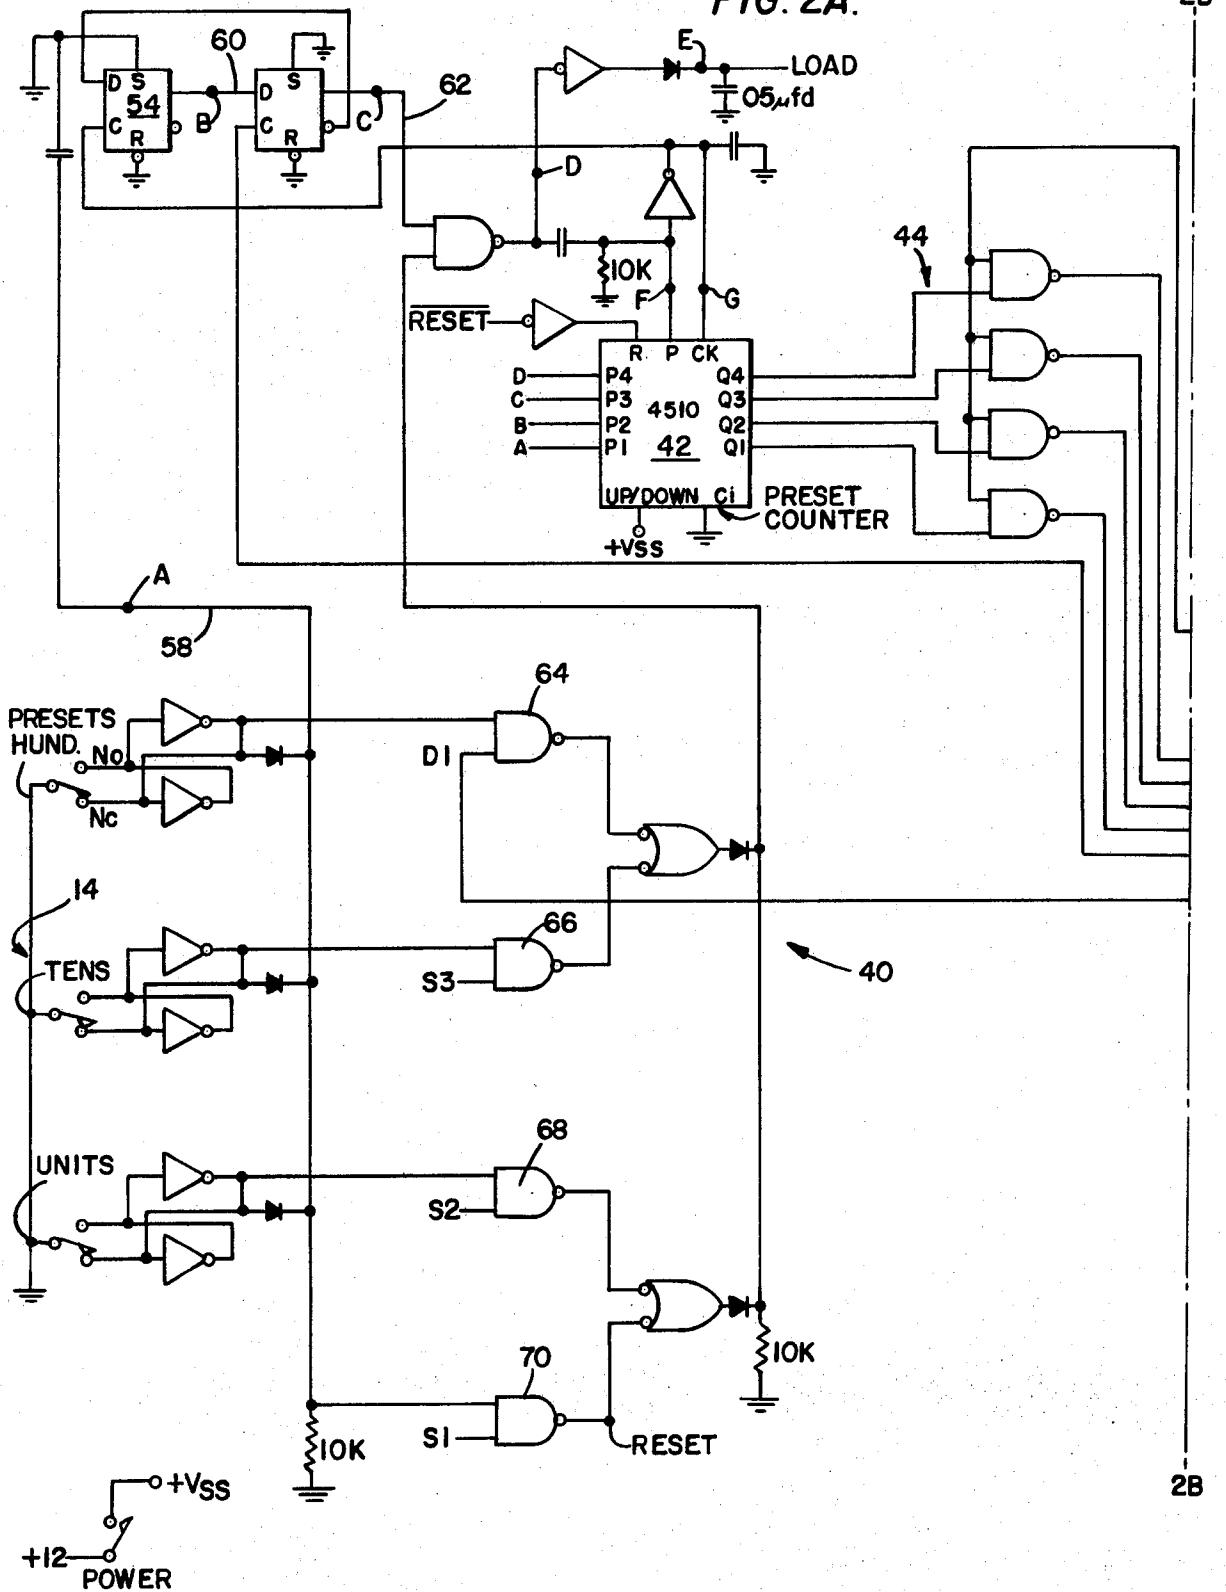 FIG. 2A.
2B
60
E
LOAD
D
S
54
C
R
B
D
S
C
R
C
62
05µfd
D
10K
F
G
44
RESET
R
P
CK
D
P4
Q4
C
P3
Q3
4510
B
P2
Q2
A
P1
Q1
42
UP/DOWN
Ci
PRESET
COUNTER
+VSS
A
58
64
PRESETS
HUND.
No
Nc
D1
14
66
TENS
S3
40
68
UNITS
S2
70
10K
S1
RESET
10K
+VSS
2B
+12
POWER